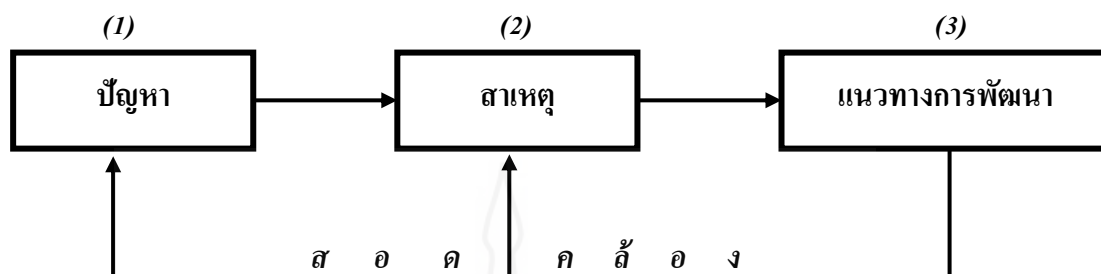 (1) (2) (3)
ปัญหา สาเหตุ แนวทางการพัฒนา
ส อ ด ค ล้ อ ง